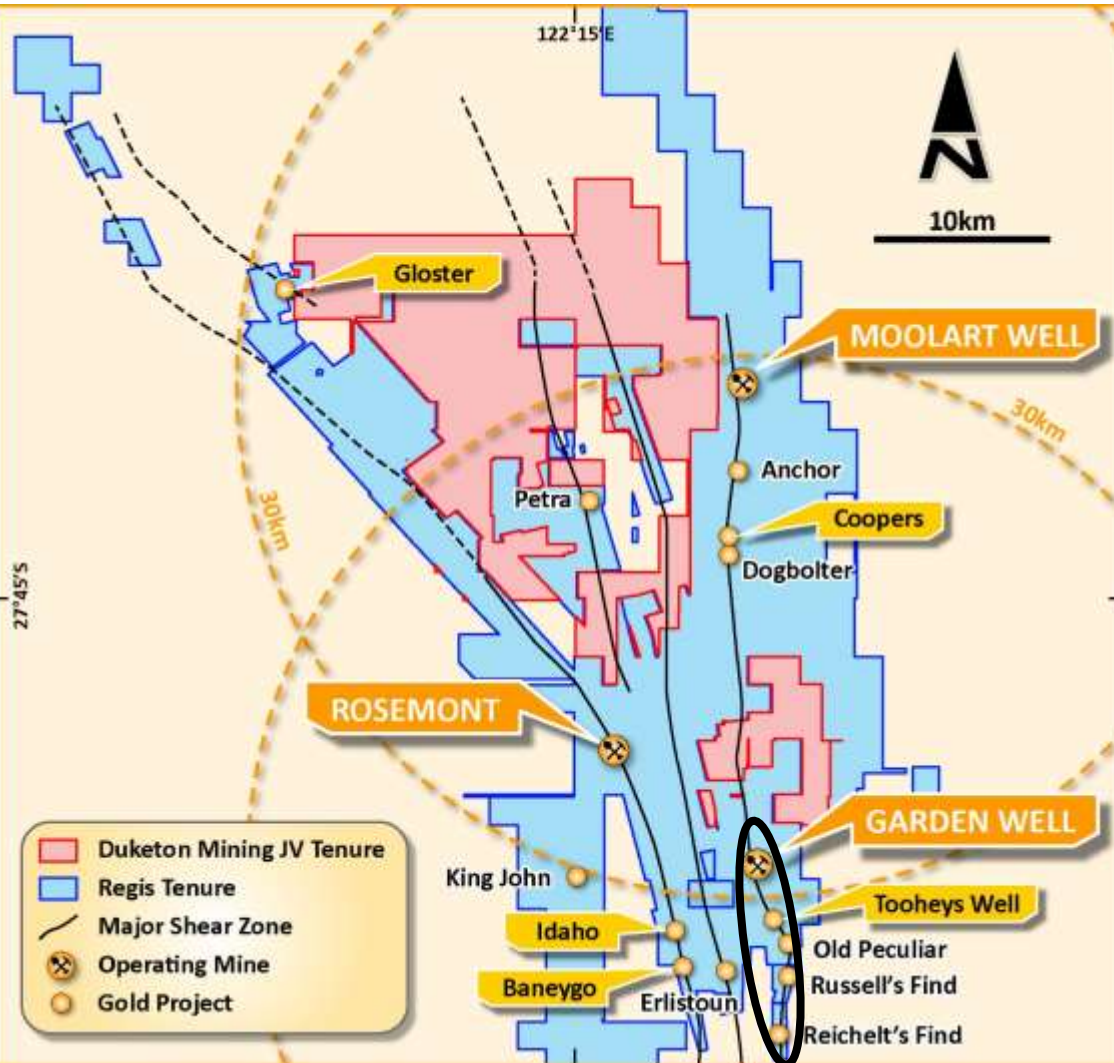 122°15'E
10km
Gloster
MOOLART WELL
30km
30km
Anchor
Petra
Coopers
Dogbolter
27°45'S
ROSEMONT
GARDEN WELL
Duketon Mining JV Tenure
Regis Tenure
Major Shear Zone
Operating Mine
Gold Project
King John
Tooheys Well
Idaho
Old Peculiar
Baneygo
Russell's Find
Erlistoun
Reichelt's Find